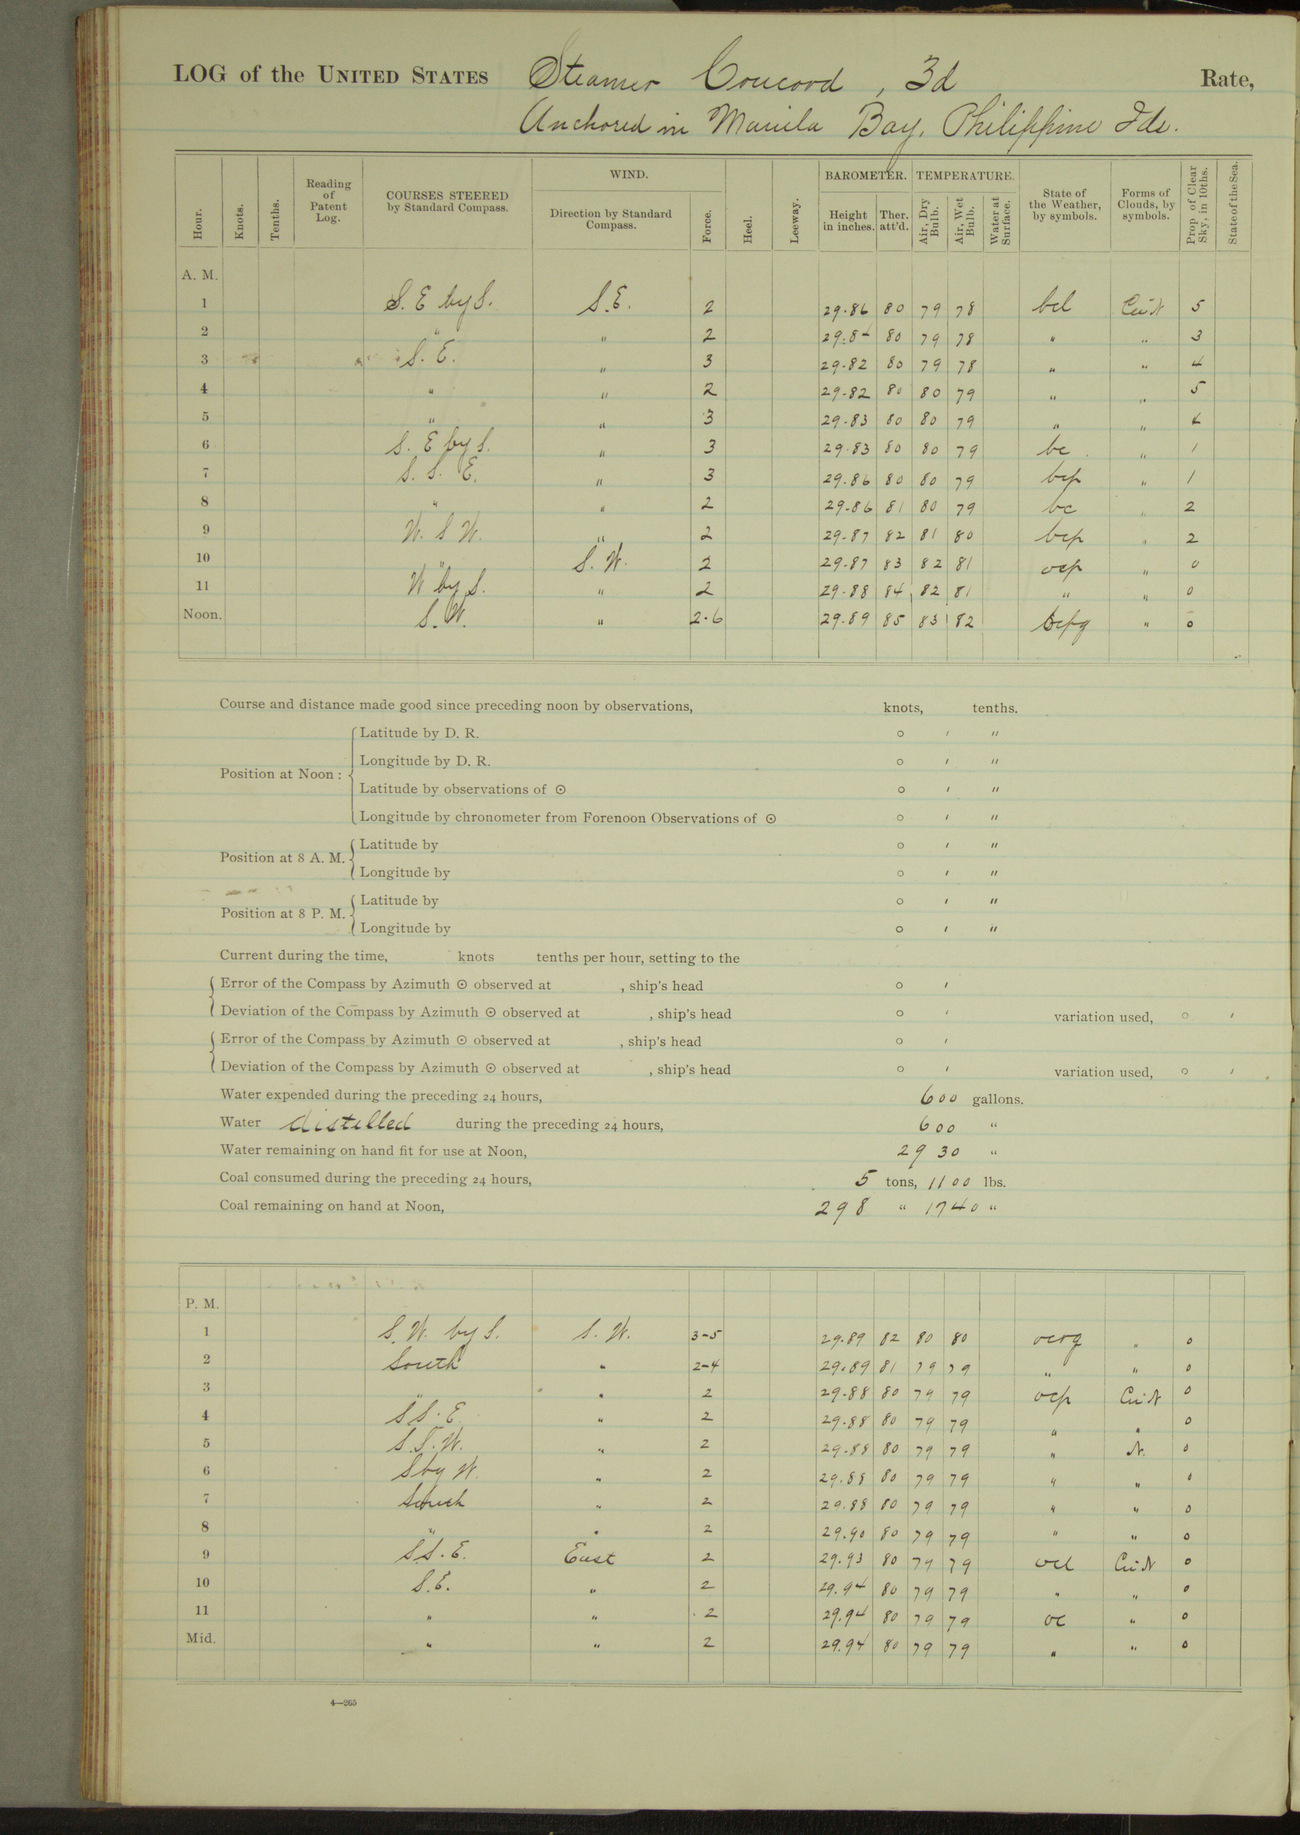 LOG of the UNITED STATES Steamer Concord, 3d Rate,
Anchored in Manila Bay, Philippine Ids.
Hour. Knots. Tenths. Reading of Patent Log. COURSES STEERED by Standard Compass. WIND. Direction by Standard Compass. Force. Heel. Leeway. BAROMETER. Height in inches. Ther. att'd. TEMPERATURE. Air, Dry Bulb. Air, Wet Bulb. Water at Surface. State of the Weather, by symbols. Forms of Clouds, by symbols. Prop. of Clear Sky, in 10ths. State of the Sea.
A. M.
1 S. E by S. S.E. 2 29.86 80 79 78 bcl Cu-N 5
2 " " 2 29.84 80 79 78 " " 3
3 S. E. " 3 29.82 80 79 78 " " 4
4 " " 2 29.82 80 80 79 " " 5
5 " " 3 29.83 80 80 79 " "
6 S. E by S. " 3 29.83 80 80 79 bc " 1
7 S. S. E. " 3 29.86 80 80 79 bcp " 1
8 " " 2 29.86 81 80 79 bc " 2
9 W. S W. " 2 29.87 82 81 80 bcp " 2
10 " S. W. 2 29.87 83 82 81 ocp " 0
11 W by S. " 2 29.88 84 82 81 " " 0
Noon. S. W. " 2-6 29.89 85 83 82 " 0
Course and distance made good since preceding noon by observations, knots, tenths.
Position at Noon: Latitude by D. R. ° ′ ″
Longitude by D. R. ° ′ ″
Latitude by observations of ☉ ° ′ ″
Longitude by chronometer from Forenoon Observations of ☉ ° ′ ″
Position at 8 A. M. Latitude by ° ′ ″
Longitude by ° ′ ″
Position at 8 P. M. Latitude by ° ′ ″
Longitude by ° ′ ″
Current during the time, knots tenths per hour, setting to the
Error of the Compass by Azimuth ☉ observed at , ship's head ° ′
Deviation of the Compass by Azimuth ☉ observed at , ship's head ° ′ variation used, ° ′
Error of the Compass by Azimuth ☉ observed at , ship's head ° ′
Deviation of the Compass by Azimuth ☉ observed at , ship's head ° ′ variation used, ° ′
Water expended during the preceding 24 hours, 600 gallons.
Water distilled during the preceding 24 hours, 600 "
Water remaining on hand fit for use at Noon, 2930 "
Coal consumed during the preceding 24 hours, 5 tons, 1100 lbs.
Coal remaining on hand at Noon, 298 " 1740 "
P. M.
1 S. W. by S. S. W. 3-5 29.89 82 80 80 ocrq " 0
2 South " 2-4 29.89 81 79 79 " " 0
3 " " 2 29.88 80 79 79 ocp Cu-N 0
4 S S. E. " 2 29.88 80 79 79 " " 0
5 S. S. W. " 2 29.88 80 79 79 " N. 0
6 S by W. " 2 29.88 80 79 79 " " 0
7 South " 2 29.88 80 79 79 " " 0
8 " " 2 29.90 80 79 79 " " 0
9 S.S. E. East 2 29.93 80 79 79 ocl Cu-N 0
10 S.E. " 2 29.94 80 79 79 " " 0
11 " " 2 29.94 80 79 79 oc " 0
Mid. " " 2 29.94 80 79 79 " " 0
4—265